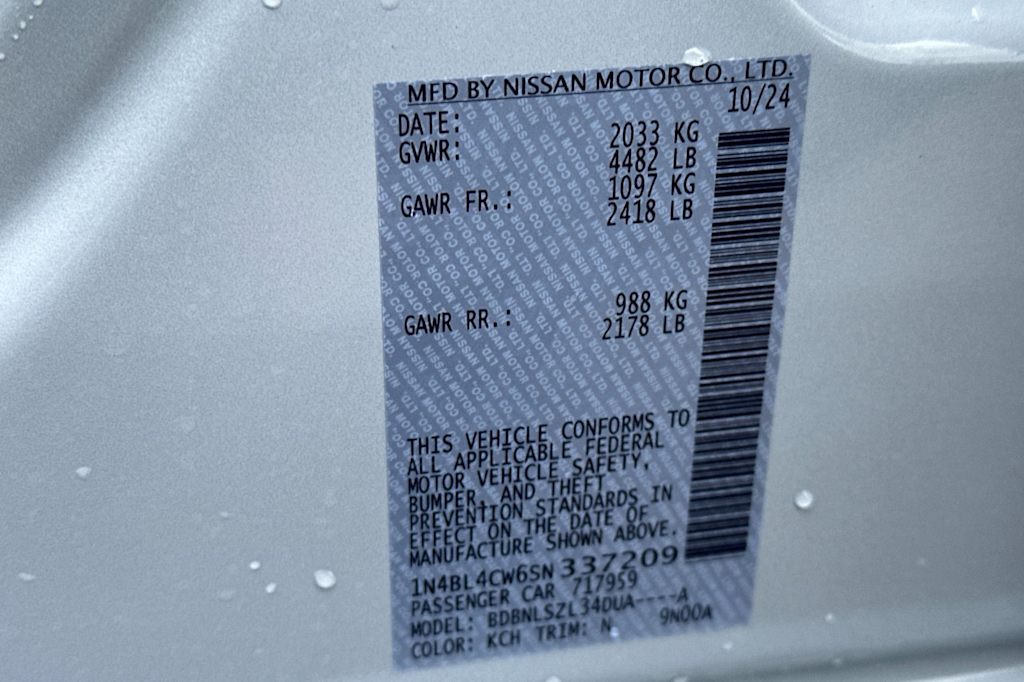 MFD BY NISSAN MOTOR CO., LTD.
DATE: 10/24
GVWR: 2033 KG
4482 LB
GAWR FR.: 1097 KG
2418 LB
GAWR RR.: 988 KG
2178 LB
THIS VEHICLE CONFORMS TO
ALL APPLICABLE FEDERAL
MOTOR VEHICLE SAFETY,
BUMPER, AND THEFT
PREVENTION STANDARDS IN
EFFECT ON THE DATE OF
MANUFACTURE SHOWN ABOVE.
1N4BL4CW6SN337209
PASSENGER CAR 717959
MODEL: BDBNLSZL34DUA----A
COLOR: KCH TRIM: N 9N00A